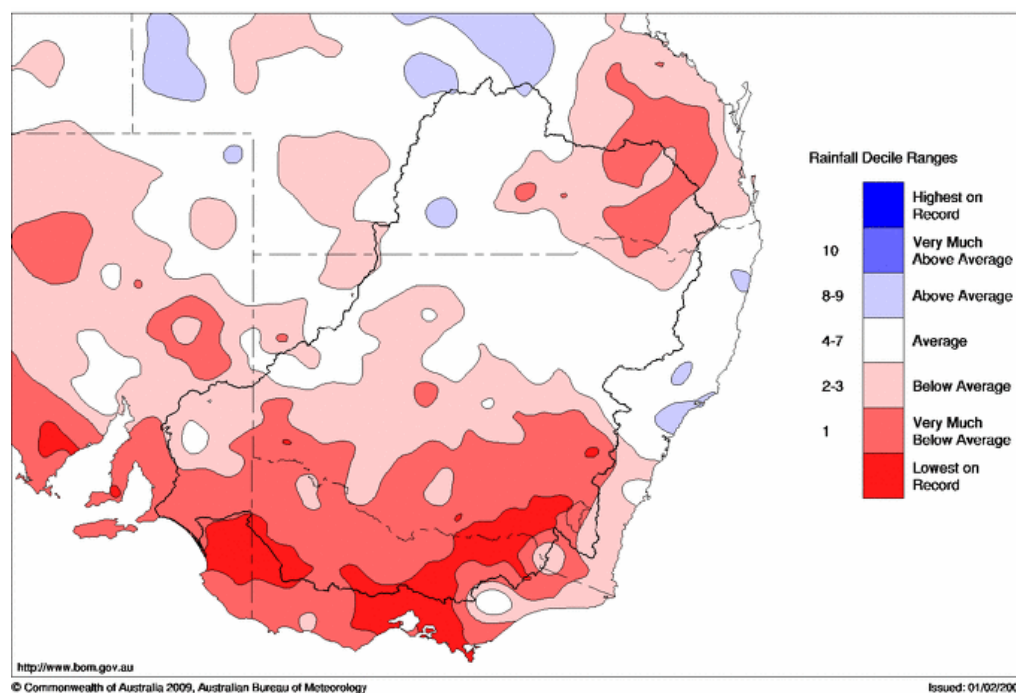 Rainfall Decile Ranges
Highest on
Record
10
Very Much
Above Average
8-9
Above Average
4-7
Average
2-3
Below Average
1
Very Much
Below Average
Lowest on
Record
http://www.bom.gov.au
© Commonwealth of Australia 2009, Australian Bureau of Meteorology
Issued: